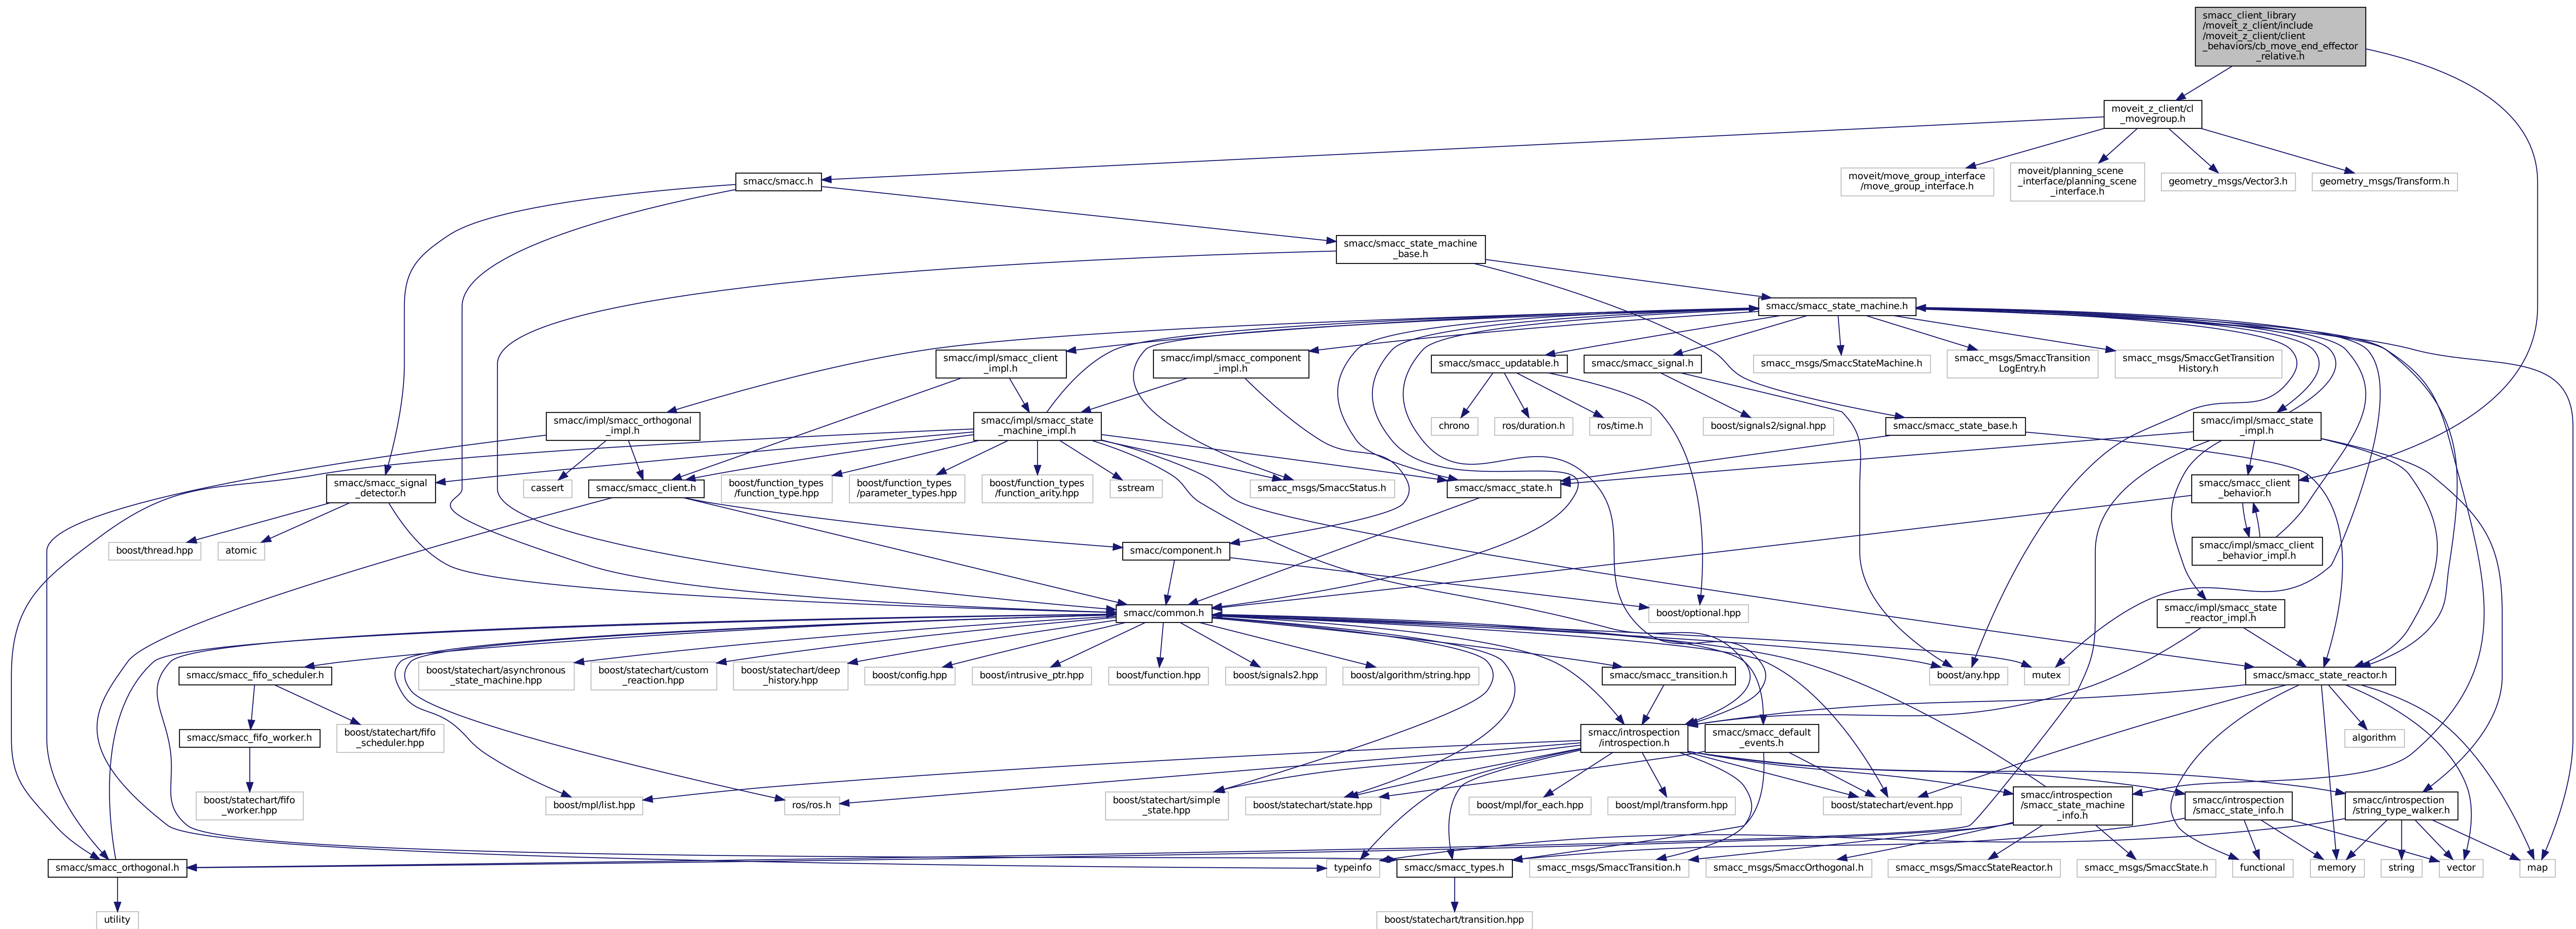 smacc_client_library
/moveit_z_client/include
/moveit_z_client/client
_behaviors/cb_move_end_effector
_relative.h
moveit_z_client/cl
_movegroup.h
smacc/smacc.h
moveit/move_group_interface
/move_group_interface.h
moveit/planning_scene
_interface/planning_scene
_interface.h
geometry_msgs/Vector3.h
geometry_msgs/Transform.h
smacc/smacc_state_machine
_base.h
smacc/smacc_state_machine.h
smacc/impl/smacc_client
_impl.h
smacc/impl/smacc_component
_impl.h
smacc/smacc_updatable.h
smacc/smacc_signal.h
smacc_msgs/SmaccStateMachine.h
smacc_msgs/SmaccTransition
LogEntry.h
smacc_msgs/SmaccGetTransition
History.h
smacc/impl/smacc_orthogonal
_impl.h
smacc/impl/smacc_state
_machine_impl.h
chrono
ros/duration.h
ros/time.h
boost/signals2/signal.hpp
smacc/smacc_state_base.h
smacc/impl/smacc_state
_impl.h
smacc/smacc_signal
_detector.h
cassert
smacc/smacc_client.h
boost/function_types
/function_type.hpp
boost/function_types
/parameter_types.hpp
boost/function_types
/function_arity.hpp
sstream
smacc_msgs/SmaccStatus.h
smacc/smacc_state.h
smacc/smacc_client
_behavior.h
boost/thread.hpp
atomic
smacc/component.h
smacc/impl/smacc_client
_behavior_impl.h
smacc/common.h
boost/optional.hpp
smacc/impl/smacc_state
_reactor_impl.h
smacc/smacc_fifo_scheduler.h
boost/statechart/asynchronous
_state_machine.hpp
boost/statechart/custom
_reaction.hpp
boost/statechart/deep
_history.hpp
boost/config.hpp
boost/intrusive_ptr.hpp
boost/function.hpp
boost/signals2.hpp
boost/algorithm/string.hpp
smacc/smacc_transition.h
boost/any.hpp
mutex
smacc/smacc_state_reactor.h
smacc/smacc_fifo_worker.h
boost/statechart/fifo
_scheduler.hpp
smacc/introspection
/introspection.h
smacc/smacc_default
_events.h
algorithm
boost/statechart/fifo
_worker.hpp
boost/mpl/list.hpp
ros/ros.h
boost/statechart/simple
_state.hpp
boost/statechart/state.hpp
boost/mpl/for_each.hpp
boost/mpl/transform.hpp
boost/statechart/event.hpp
smacc/introspection
/smacc_state_machine
_info.h
smacc/introspection
/smacc_state_info.h
smacc/introspection
/string_type_walker.h
smacc/smacc_orthogonal.h
typeinfo
smacc/smacc_types.h
smacc_msgs/SmaccTransition.h
smacc_msgs/SmaccOrthogonal.h
smacc_msgs/SmaccStateReactor.h
smacc_msgs/SmaccState.h
functional
memory
string
vector
map
utility
boost/statechart/transition.hpp